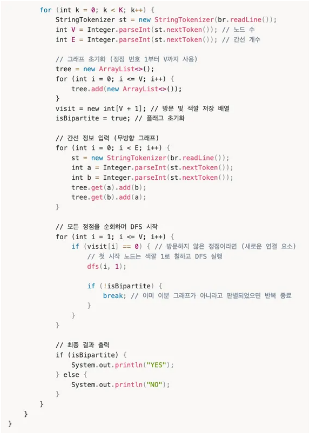 for (int k = 0; k < K; k++) {
StringTokenizer st = new StringTokenizer(br.readLine());
int V = Integer.parseInt(st.nextToken()); // 노드 수
int E = Integer.parseInt(st.nextToken()); // 간선 개수
// 그래프 초기화 (정점 번호 1부터 V까지 사용)
tree = new ArrayList<>();
for (int i = 0; i <= V; i++) {
tree.add(new ArrayList<>());
}
visit = new int[V + 1]; // 방문 및 색깔 저장 배열
isBipartite = true; // 플래그 초기화
// 간선 정보 입력 (무방향 그래프)
for (int i = 0; i < E; i++) {
st = new StringTokenizer(br.readLine());
int a = Integer.parseInt(st.nextToken());
int b = Integer.parseInt(st.nextToken());
tree.get(a).add(b);
tree.get(b).add(a);
}
// 모든 정점을 순회하며 DFS 시작
for (int i = 1; i <= V; i++) {
if (visit[i] == 0) { // 방문하지 않은 정점이라면 (새로운 연결 요소)
// 첫 시작 노드는 색깔 1로 칠하고 DFS 실행
dfs(i, 1);
if (!isBipartite) {
break; // 이미 이분 그래프가 아니라고 판별되었으면 반복 종료
}
}
}
// 최종 결과 출력
if (isBipartite) {
System.out.println("YES");
} else {
System.out.println("NO");
}
}
}
}